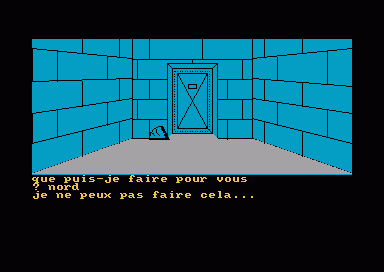 que puis-je faire pour vous
? nord
je ne peux pas faire cela...